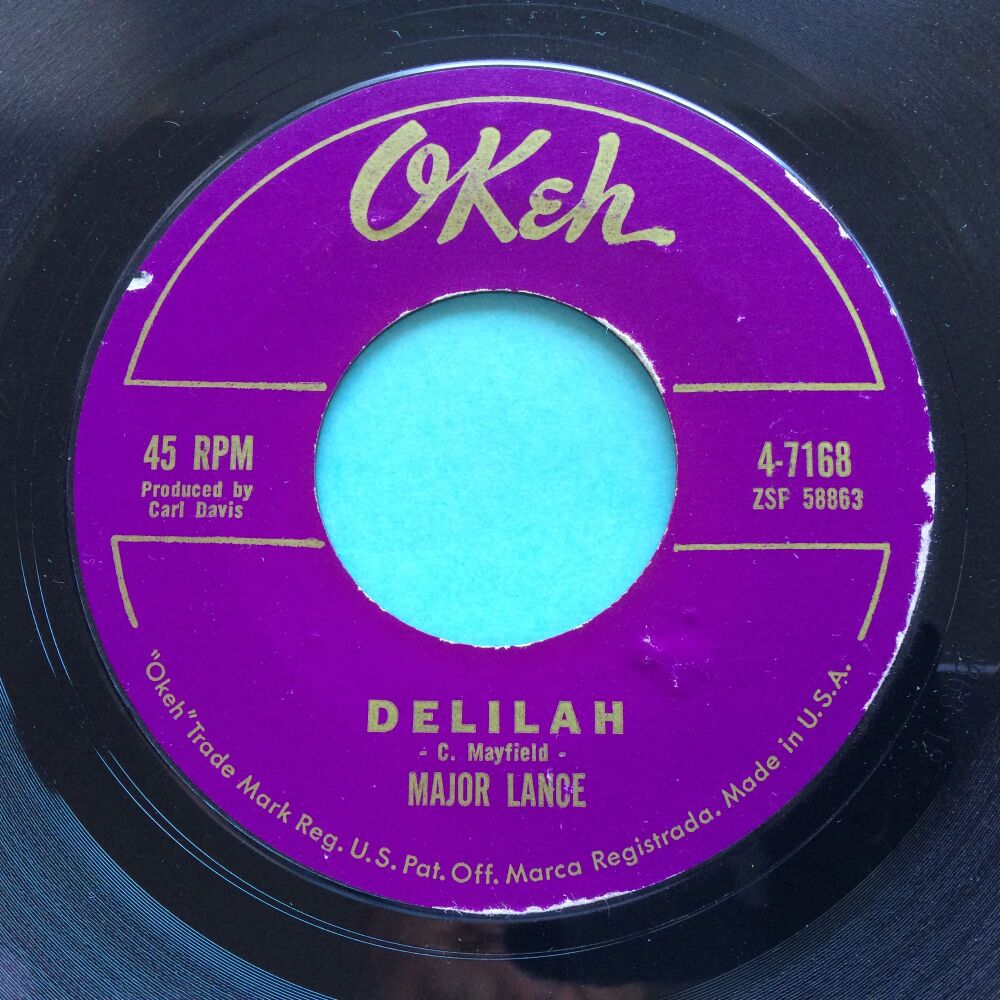 OKeh
45 RPM
Produced by
Carl Davis
4-7168
ZSP 58863
DELILAH
- C. Mayfield -
MAJOR LANCE
"Okeh" Trade Mark Reg. U.S. Pat. Off. Marca Registrada. Made in U.S.A.